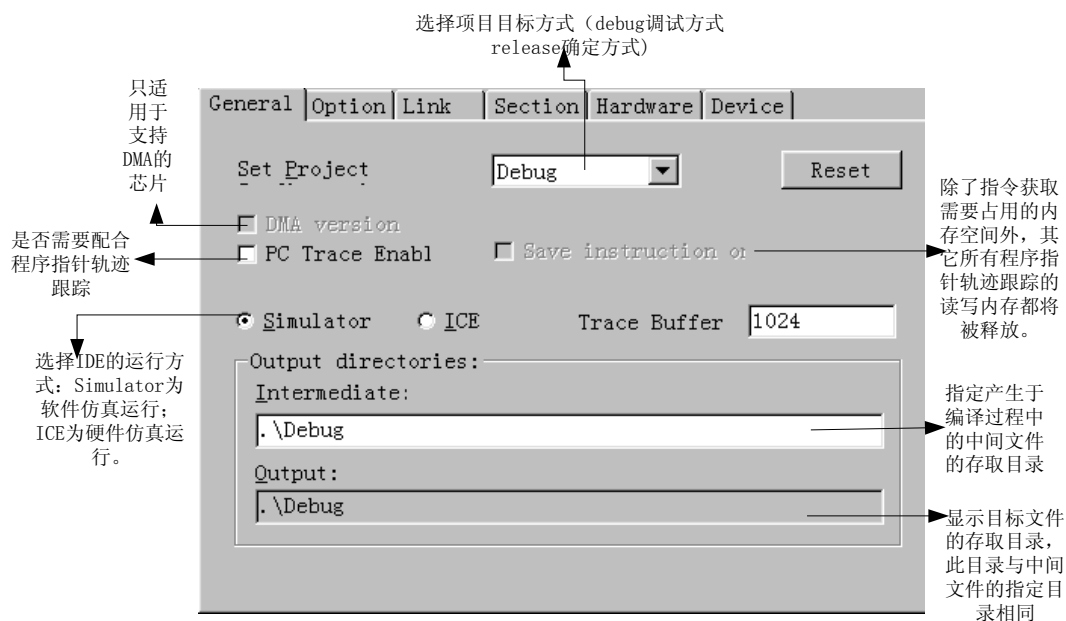 选择项目目标方式（debug调试方式
release确定方式)
只适
用于
支持
DMA的
芯片
是否需要配合
程序指针轨迹
跟踪
选择IDE的运行方
式：Simulator为
软件仿真运行；
ICE为硬件仿真运
行。
General Option Link Section Hardware Device
Set Project Debug Reset
DMA version
PC Trace Enabl Save instruction or
Simulator ICE Trace Buffer 1024
Output directories:
Intermediate:
.\Debug
Output:
.\Debug
除了指令获取
需要占用的内
存空间外，其
它所有程序指
针轨迹跟踪的
读写内存都将
被释放。
指定产生于
编译过程中
的中间文件
的存取目录
显示目标文件
的存取目录，
此目录与中间
文件的指定目
录相同